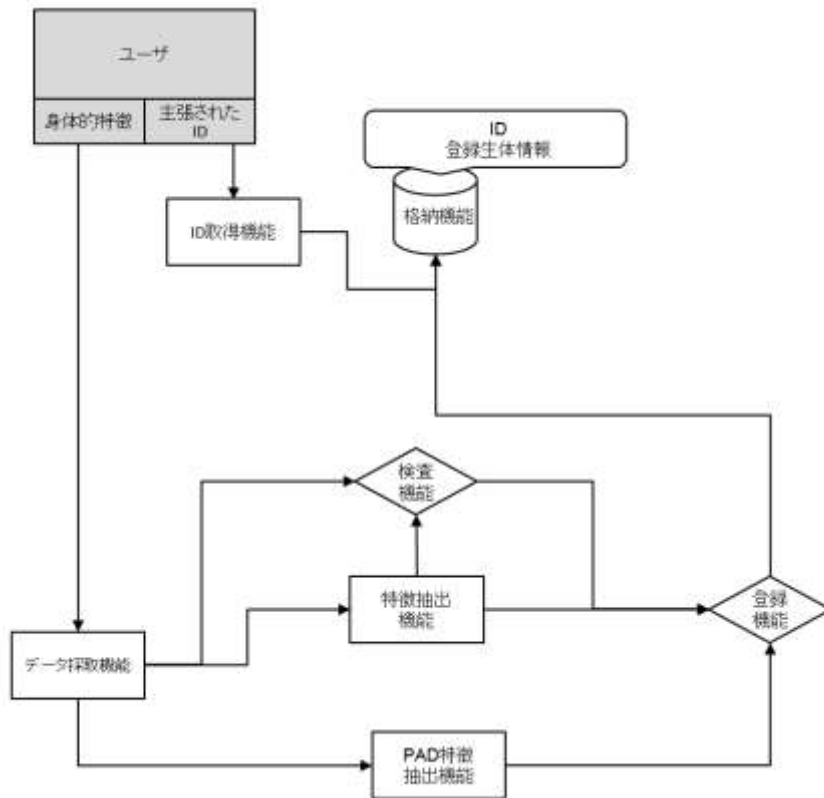 ユーザ
身体的特徴
主張された
ID
ID
登録生体情報
格納機能
ID取得機能
検査
機能
特徴抽出
機能
登録
機能
データ採取機能
PAD特徴
抽出機能